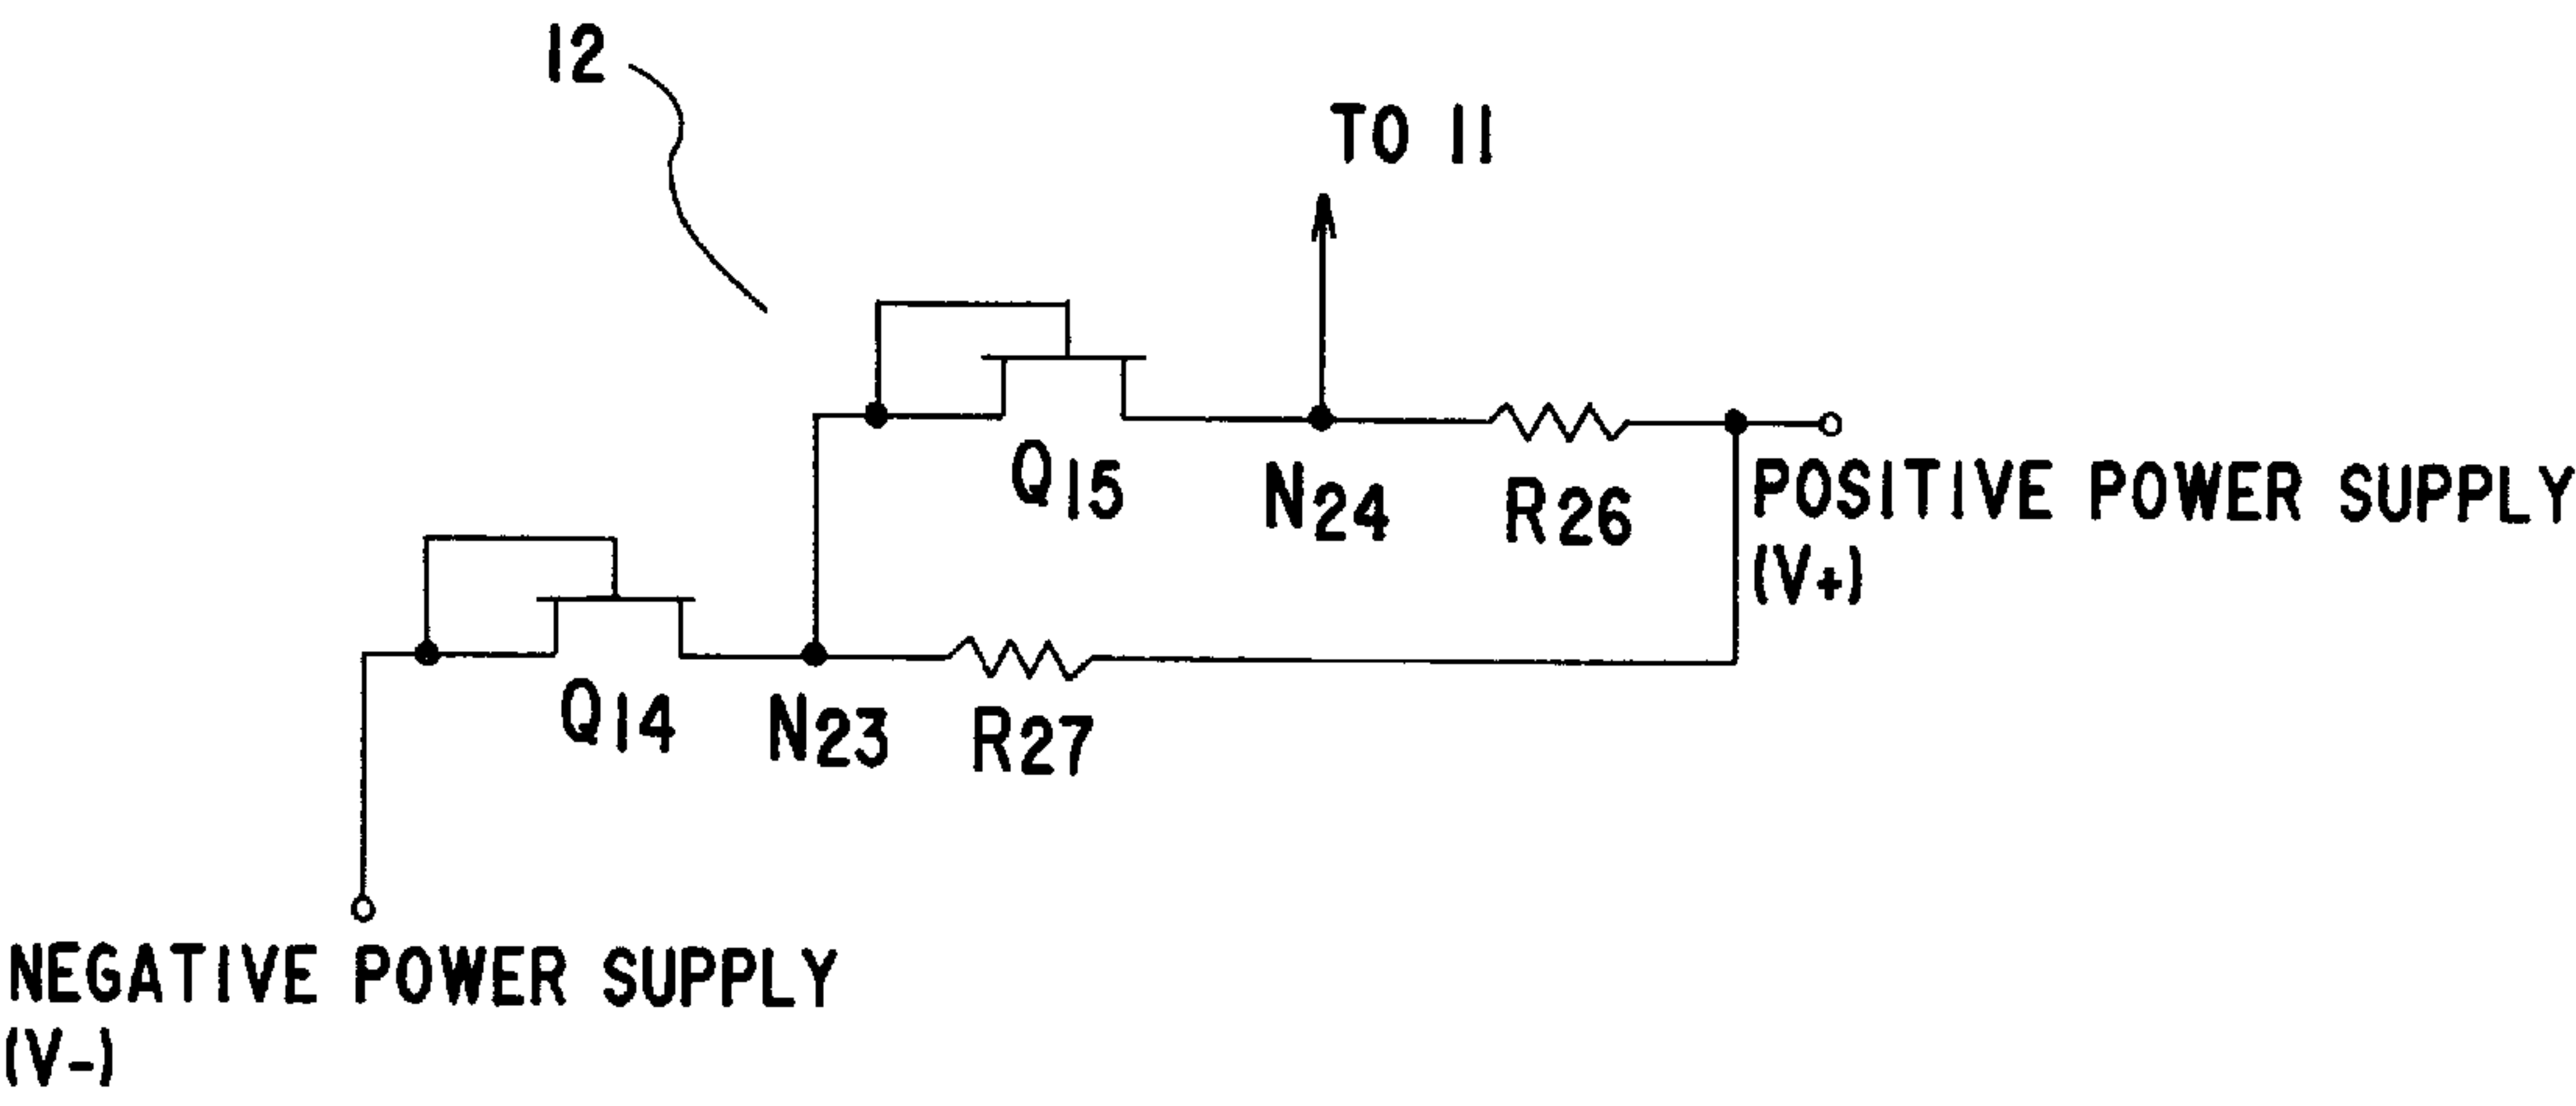 12
TO 11
Q15
N24
R26
POSITIVE POWER SUPPLY
(V+)
Q14
N23
R27
NEGATIVE POWER SUPPLY
(V-)